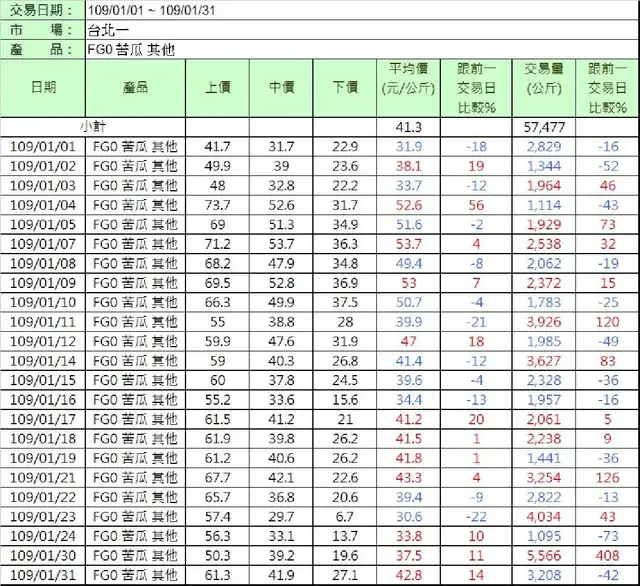 交易日期： 109/01/01 ~ 109/01/31
市 場： 台北一
產 品： FG0 苦瓜 其他
日期 產品 上價 中價 下價 平均價(元/公斤) 跟前一交易日比較% 交易量(公斤) 跟前一交易日比較%
小計 41.3 57,477
109/01/01 FG0 苦瓜 其他 41.7 31.7 22.9 31.9 -18 2,829 -16
109/01/02 FG0 苦瓜 其他 49.9 39 23.6 38.1 19 1,344 -52
109/01/03 FG0 苦瓜 其他 48 32.8 22.2 33.7 -12 1,964 46
109/01/04 FG0 苦瓜 其他 73.7 52.6 31.7 52.6 56 1,114 -43
109/01/05 FG0 苦瓜 其他 69 51.3 34.9 51.6 -2 1,929 73
109/01/07 FG0 苦瓜 其他 71.2 53.7 36.3 53.7 4 2,538 32
109/01/08 FG0 苦瓜 其他 68.2 47.9 34.8 49.4 -8 2,062 -19
109/01/09 FG0 苦瓜 其他 69.5 52.8 36.9 53 7 2,372 15
109/01/10 FG0 苦瓜 其他 66.3 49.9 37.5 50.7 -4 1,783 -25
109/01/11 FG0 苦瓜 其他 55 38.8 28 39.9 -21 3,926 120
109/01/12 FG0 苦瓜 其他 59.9 47.6 31.9 47 18 1,985 -49
109/01/14 FG0 苦瓜 其他 59 40.3 26.8 41.4 -12 3,627 83
109/01/15 FG0 苦瓜 其他 60 37.8 24.5 39.6 -4 2,328 -36
109/01/16 FG0 苦瓜 其他 55.2 33.6 15.6 34.4 -13 1,957 -16
109/01/17 FG0 苦瓜 其他 61.5 41.2 21 41.2 20 2,061 5
109/01/18 FG0 苦瓜 其他 61.9 39.8 26.2 41.5 1 2,238 9
109/01/19 FG0 苦瓜 其他 61.2 40.6 26.2 41.8 1 1,441 -36
109/01/21 FG0 苦瓜 其他 67.7 42.1 22.6 43.3 4 3,254 126
109/01/22 FG0 苦瓜 其他 65.7 36.8 20.6 39.4 -9 2,822 -13
109/01/23 FG0 苦瓜 其他 57.4 29.7 6.7 30.6 -22 4,034 43
109/01/24 FG0 苦瓜 其他 56.3 33.1 13.7 33.8 10 1,095 -73
109/01/30 FG0 苦瓜 其他 50.3 39.2 19.6 37.5 11 5,566 408
109/01/31 FG0 苦瓜 其他 61.3 41.9 27.1 42.8 14 3,208 -42